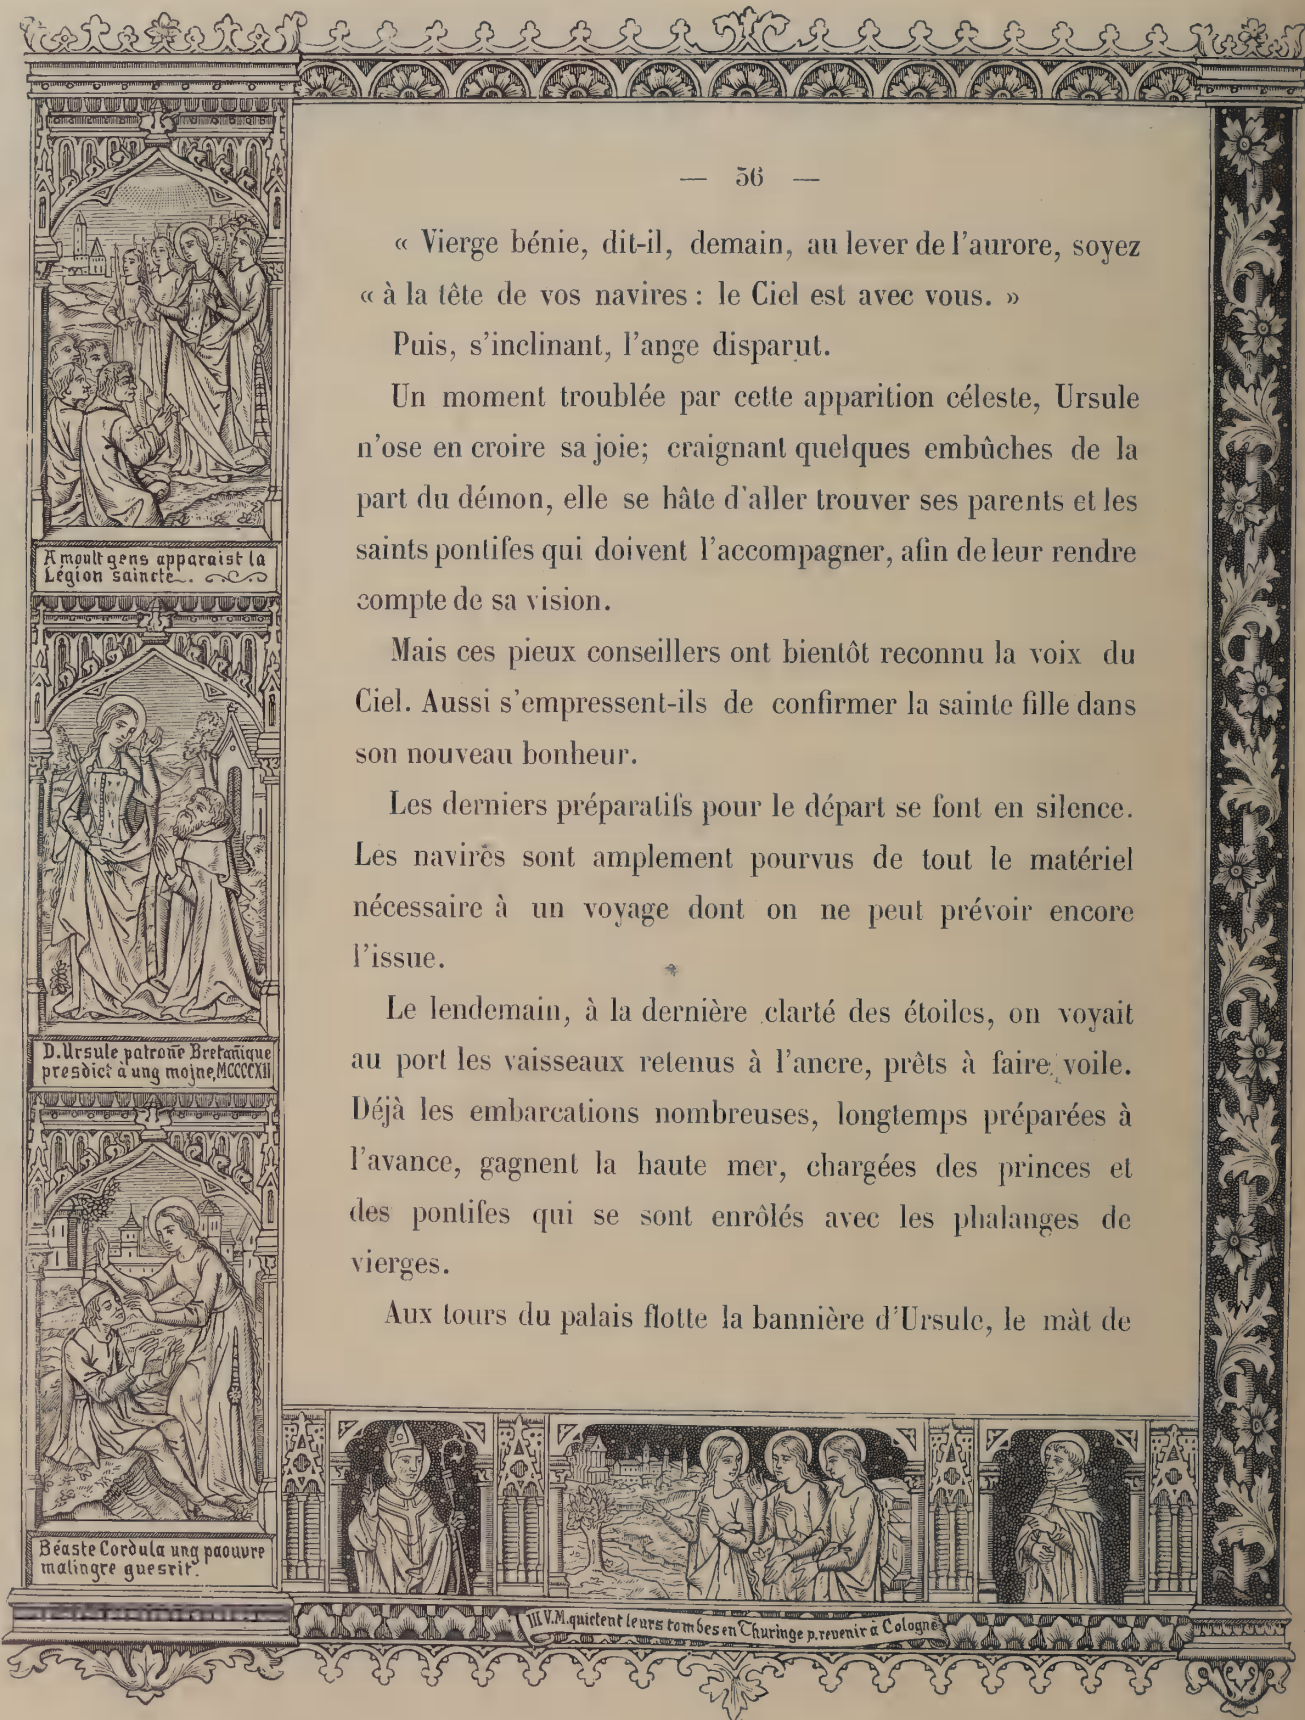 — 56 —
« Vierge bénie, dit-il, demain, au lever de l'aurore, soyez
« à la tête de vos navires : le Ciel est avec vous. »
Puis, s'inclinant, l'ange disparut.
Un moment troublée par cette apparition céleste, Ursule
n'ose en croire sa joie; craignant quelques embûches de la
part du démon, elle se hâte d'aller trouver ses parents et les
saints pontifes qui doivent l'accompagner, afin de leur rendre
compte de sa vision.
Mais ces pieux conseillers ont bientôt reconnu la voix du
Ciel. Aussi s'empressent-ils de confirmer la sainte fille dans
son nouveau bonheur.
Les derniers préparatifs pour le départ se font en silence.
Les navires sont amplement pourvus de tout le matériel
nécessaire à un voyage dont on ne peut prévoir encore
l'issue.
Le lendemain, à la dernière clarté des étoiles, on voyait
au port les vaisseaux retenus à l'ancre, prêts à faire voile.
Déjà les embarcations nombreuses, longtemps préparées à
l'avance, gagnent la haute mer, chargées des princes et
des pontifes qui se sont enrôlés avec les phalanges de
vierges.
Aux tours du palais flotte la bannière d'Ursule, le mât de
A moult gens apparaist la
Légion saincte.
D. Ursule patrone Bretañique
presdict à ung mojne, MCCCCXII
Béaste Cordula ung paouvre
malingre guesrit.
III V.M. quictent leurs tombes en Thuringe p. revenir à Cologne